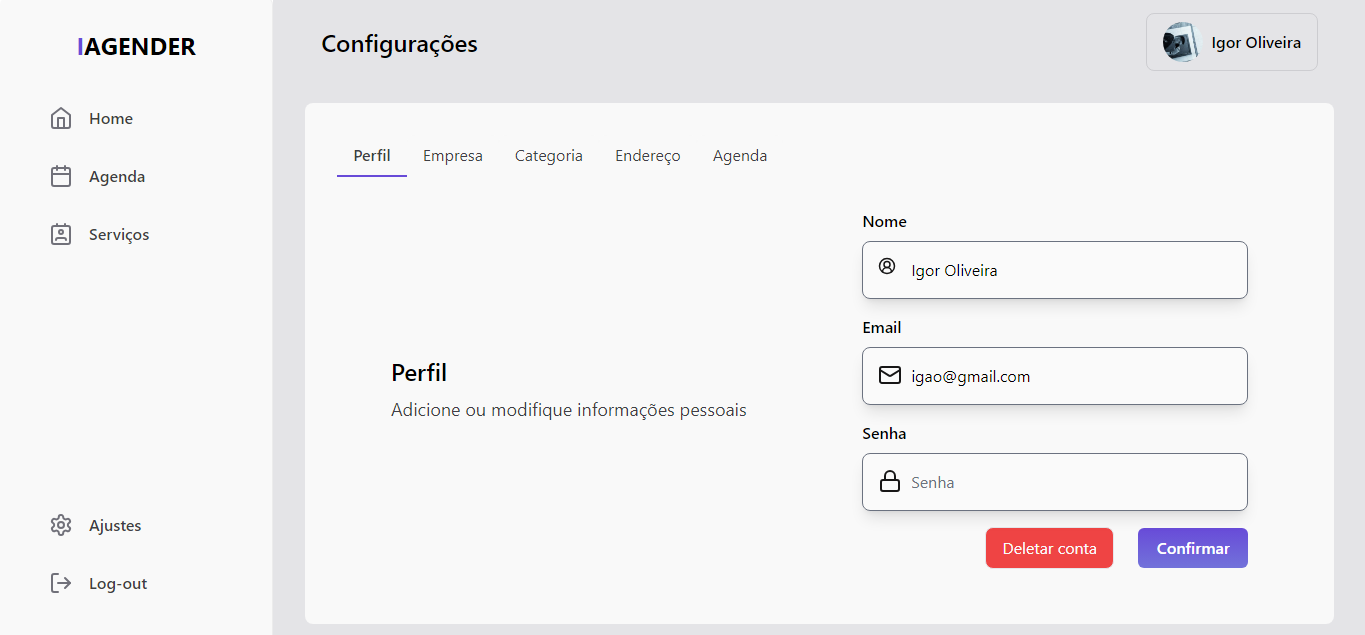 IAGENDER
Home
Agenda
Serviços
Ajustes
Log-out
Configurações
Igor Oliveira
Perfil
Empresa
Categoria
Endereço
Agenda
Perfil
Adicione ou modifique informações pessoais
Nome
Igor Oliveira
Email
igao@gmail.com
Senha
Senha
Deletar conta
Confirmar